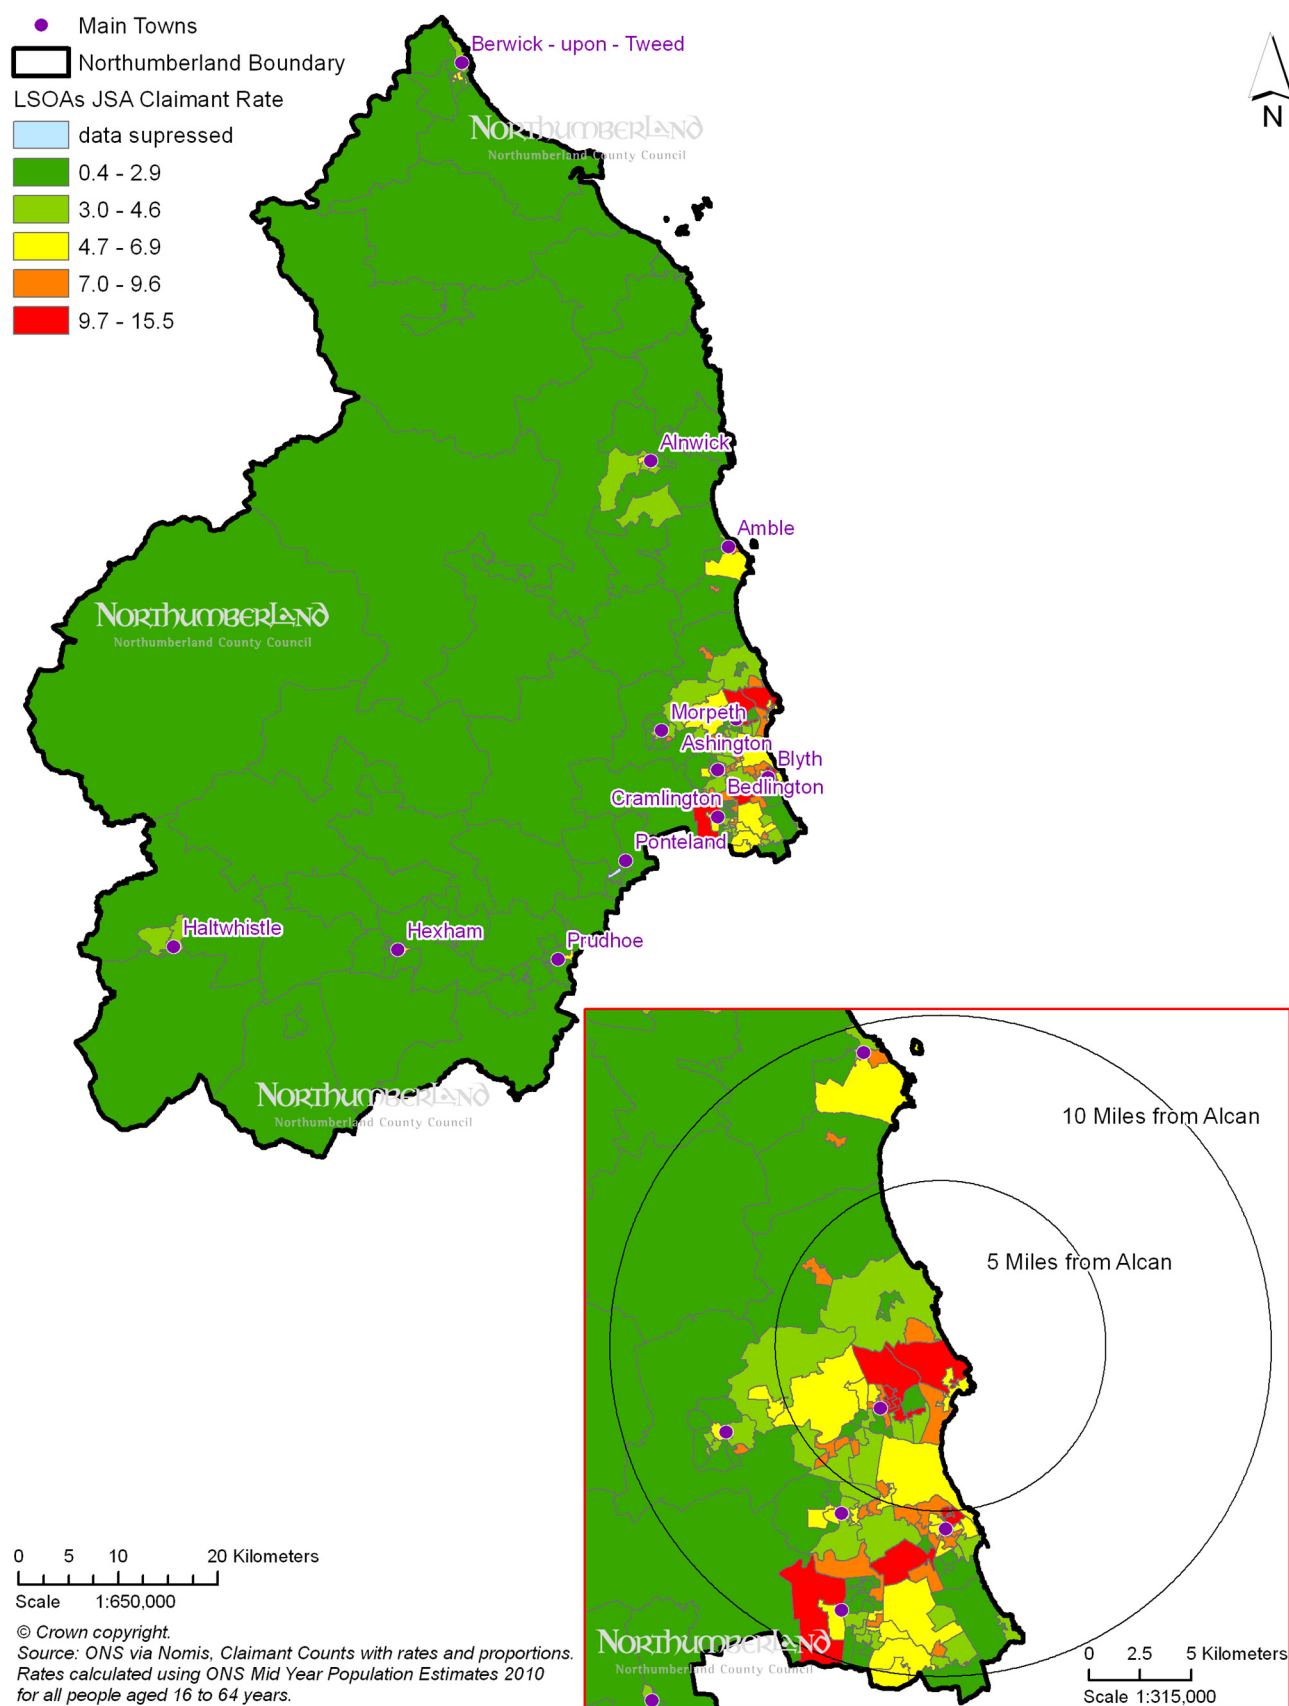 Main Towns
Northumberland Boundary
LSOAs JSA Claimant Rate
data supressed
0.4 - 2.9
3.0 - 4.6
4.7 - 6.9
7.0 - 9.6
9.7 - 15.5
N
Berwick - upon - Tweed
NORTHUMBERLAND
Northumberland County Council
Alnwick
Amble
NORTHUMBERLAND
Northumberland County Council
Morpeth
Ashington
Blyth
Bedlington
Cramlington
Ponteland
Haltwhistle
Hexham
Prudhoe
NORTHUMBERLAND
Northumberland County Council
10 Miles from Alcan
5 Miles from Alcan
NORTHUMBERLAND
Northumberland County Council
0 2.5 5 Kilometers
Scale 1:315,000
0 5 10 20 Kilometers
Scale 1:650,000
© Crown copyright.
Source: ONS via Nomis, Claimant Counts with rates and proportions.
Rates calculated using ONS Mid Year Population Estimates 2010
for all people aged 16 to 64 years.